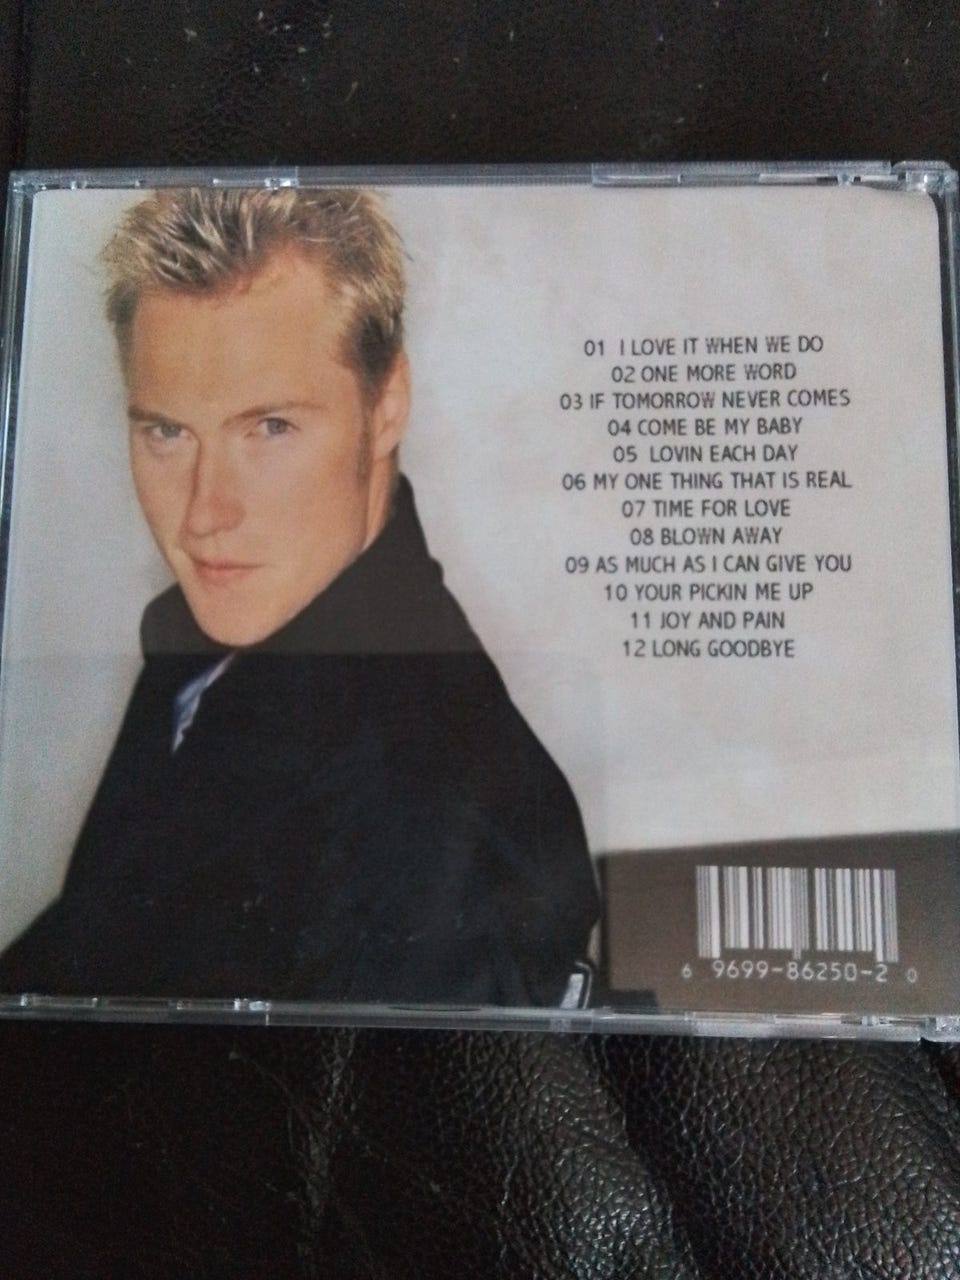 01 I LOVE IT WHEN WE DO
02 ONE MORE WORD
03 IF TOMORROW NEVER COMES
04 COME BE MY BABY
05 LOVIN EACH DAY
06 MY ONE THING THAT IS REAL
07 TIME FOR LOVE
08 BLOWN AWAY
09 AS MUCH AS I CAN GIVE YOU
10 YOUR PICKIN ME UP
11 JOY AND PAIN
12 LONG GOODBYE
6 9699-86250-2 0